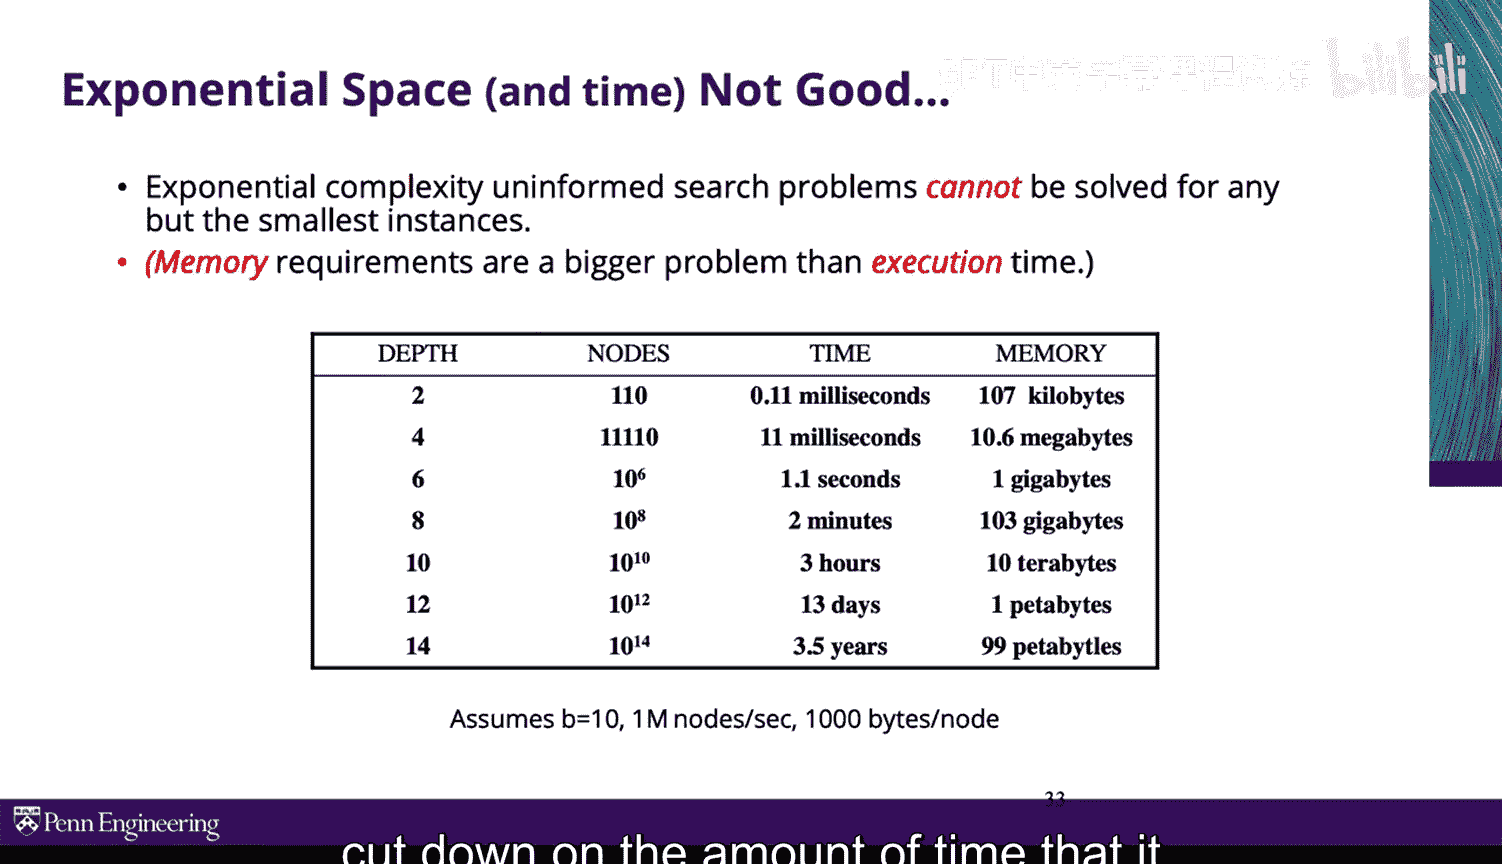 bilibili
Exponential Space (and time) Not Good...
• Exponential complexity uninformed search problems cannot be solved for any
but the smallest instances.
• (Memory requirements are a bigger problem than execution time.)
DEPTH NODES TIME MEMORY
2 110 0.11 milliseconds 107 kilobytes
4 11110 11 milliseconds 10.6 megabytes
6 10⁶ 1.1 seconds 1 gigabytes
8 10⁸ 2 minutes 103 gigabytes
10 10¹⁰ 3 hours 10 terabytes
12 10¹² 13 days 1 petabytes
14 10¹⁴ 3.5 years 99 petabytles
Assumes b=10, 1M nodes/sec, 1000 bytes/node
33
Penn Engineering
cut down on the amount of time that it